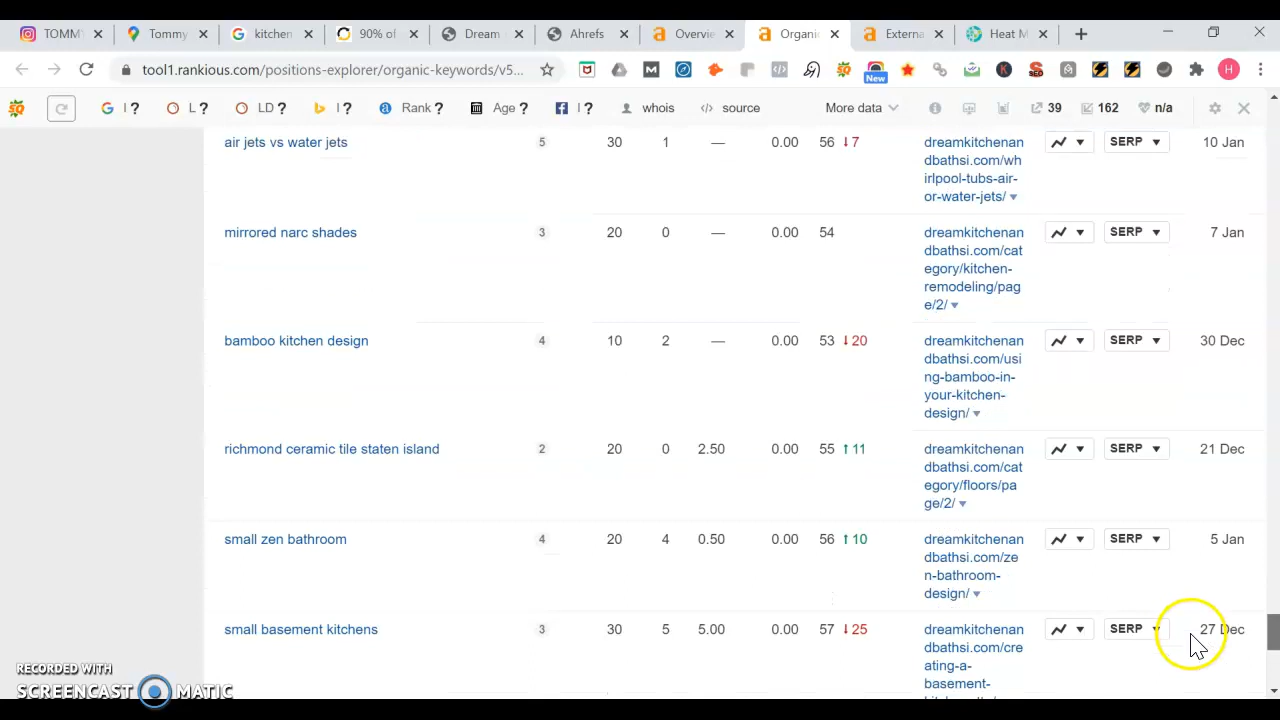 TOMM
Tommy
kitchen
90% of
Dream
Ahrefs
Overvie
Organic
Externa
Heat M
tool1.rankious.com/positions-explorer/organic-keywords/v5...
New
SEO
H
I ?
L ?
LD ?
I ?
Rank ?
Age ?
I ?
whois
source
More data
39
162
n/a
air jets vs water jets 5 30 1 — 0.00 56 ↓7 dreamkitchenan SERP 10 Jan
dbathsi.com/wh
irlpool-tubs-air-
or-water-jets/
mirrored narc shades 3 20 0 — 0.00 54 dreamkitchenan SERP 7 Jan
dbathsi.com/cat
egory/kitchen-
remodeling/pag
e/2/
bamboo kitchen design 4 10 2 — 0.00 53 ↓20 dreamkitchenan SERP 30 Dec
dbathsi.com/usi
ng-bamboo-in-
your-kitchen-
design/
richmond ceramic tile staten island 2 20 0 2.50 0.00 55 ↑11 dreamkitchenan SERP 21 Dec
dbathsi.com/cat
egory/floors/pa
ge/2/
small zen bathroom 4 20 4 0.50 0.00 56 ↑10 dreamkitchenan SERP 5 Jan
dbathsi.com/ze
n-bathroom-
design/
small basement kitchens 3 30 5 5.00 0.00 57 ↓25 dreamkitchenan SERP 27 Dec
dbathsi.com/cre
ating-a-
basement-
RECORDED WITH
SCREENCAST MATIC